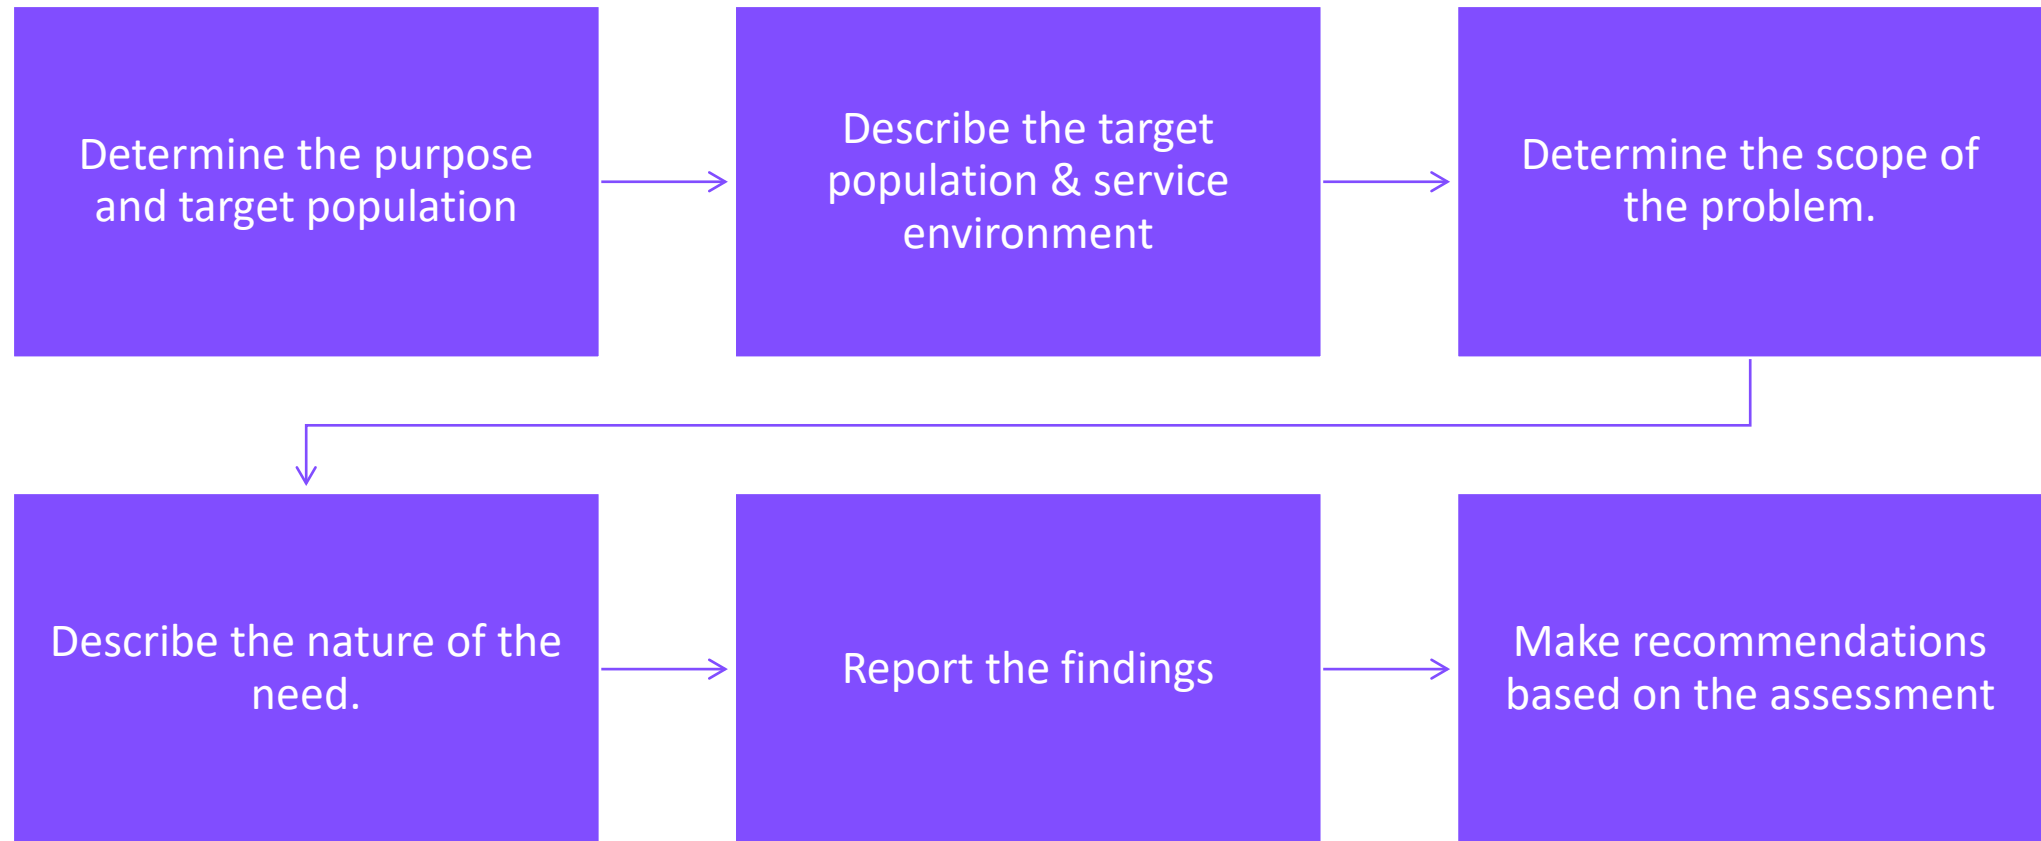 Determine the purpose
and target population
Describe the target
population & service
environment
Determine the scope of
the problem.
Describe the nature of the
need.
Report the findings
Make recommendations
based on the assessment